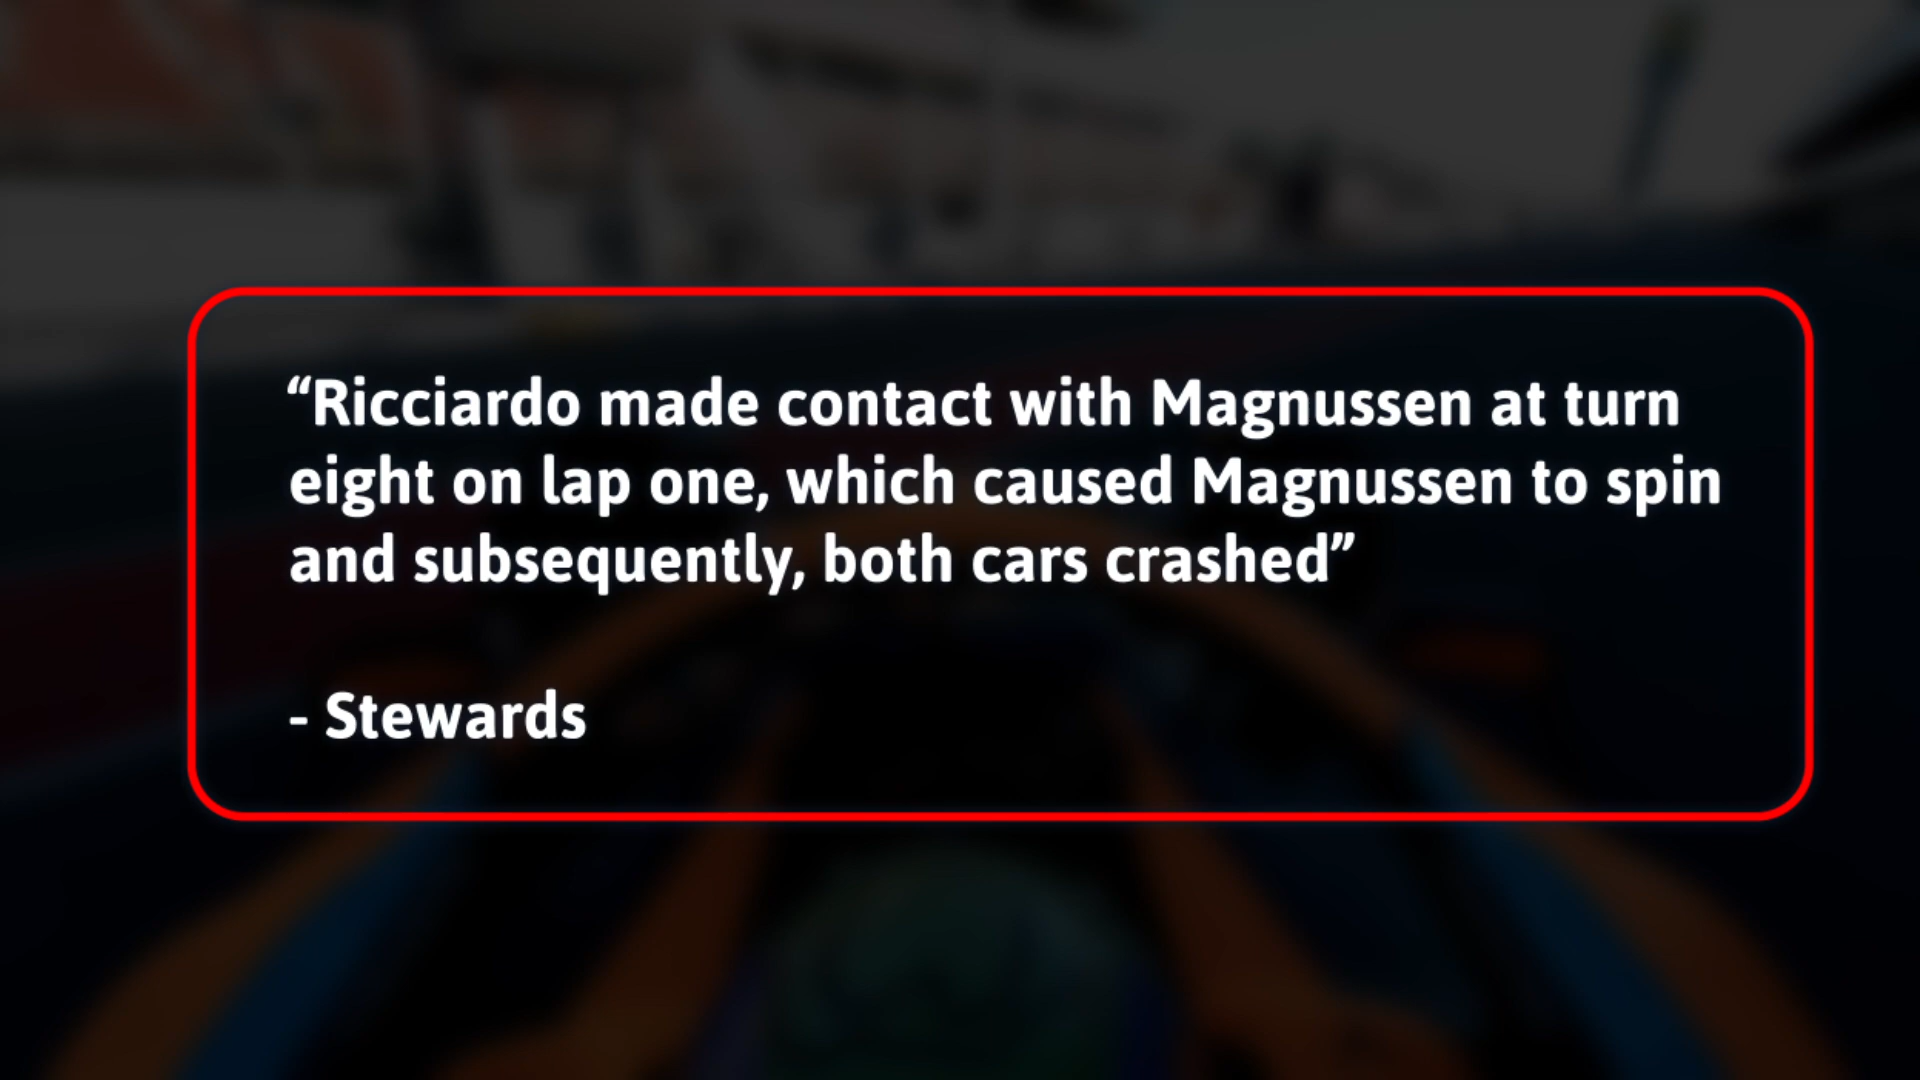 “Ricciardo made contact with Magnussen at turn
eight on lap one, which caused Magnussen to spin
and subsequently, both cars crashed”
- Stewards